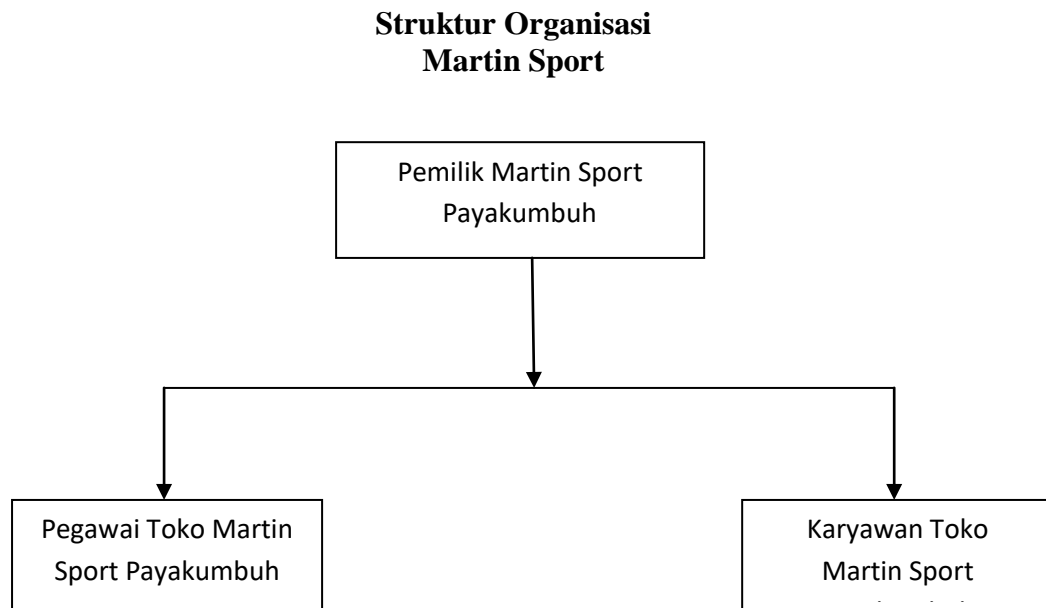 Struktur Organisasi
Martin Sport
Pemilik Martin Sport
Payakumbuh
Pegawai Toko Martin
Sport Payakumbuh
Karyawan Toko
Martin Sport